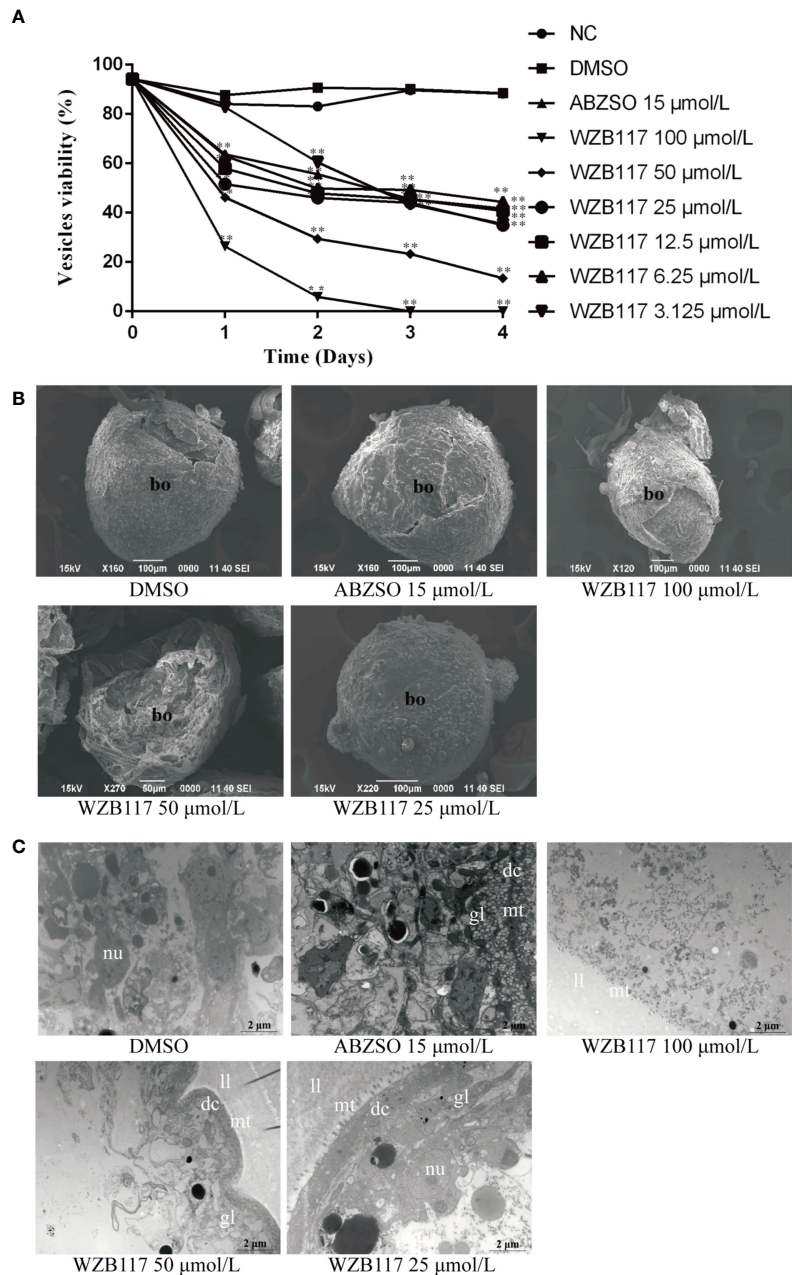 A
100
80
60
40
20
0
Vesicles viability (%)
0 1 2 3 4
Time (Days)
NC
DMSO
ABZSO 15 μmol/L
WZB117 100 μmol/L
WZB117 50 μmol/L
WZB117 25 μmol/L
WZB117 12.5 μmol/L
WZB117 6.25 μmol/L
WZB117 3.125 μmol/L
B
bo
15kV X160 100μm 0000 11 40 SEI
DMSO
bo
15kV X160 100μm 0000 11 40 SEI
ABZSO 15 μmol/L
bo
15kV X120 100μm 0000 11 40 SEI
WZB117 100 μmol/L
bo
15kV X270 50μm 0000 11 40 SEI
WZB117 50 μmol/L
bo
15kV X220 100μm 0000 11 40 SEI
WZB117 25 μmol/L
C
nu
2 μm
DMSO
dc
gl mt
2 μm
ABZSO 15 μmol/L
ll
mt
2 μm
WZB117 100 μmol/L
ll
dc
mt
gl
2 μm
WZB117 50 μmol/L
ll
mt dc gl
nu
2 μm
WZB117 25 μmol/L